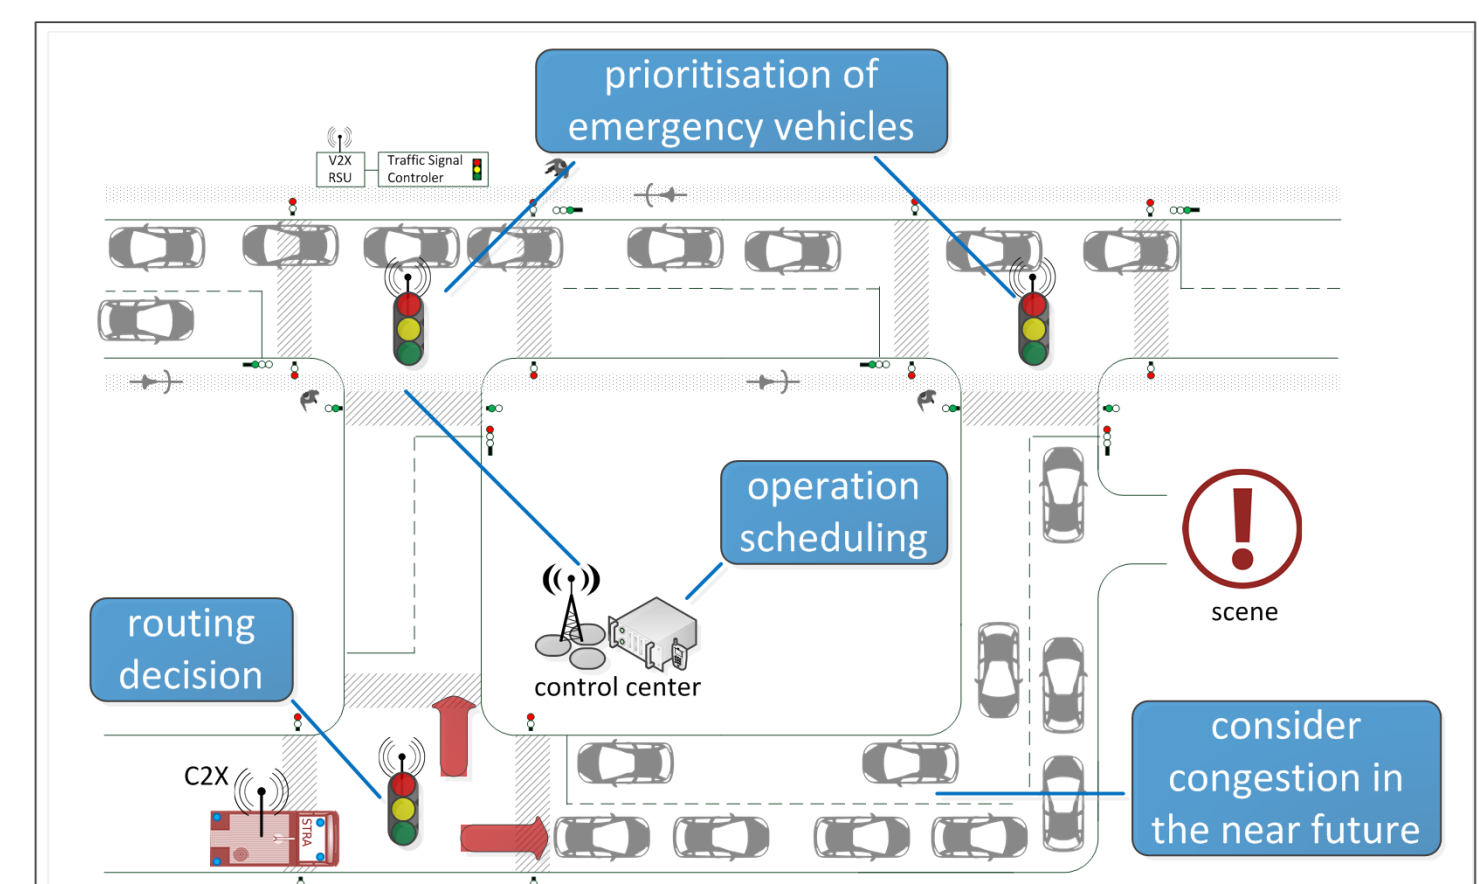 prioritisation of
emergency vehicles
V2X
RSU
Traffic Signal
Controler
operation
scheduling
scene
routing
decision
control center
consider
congestion in
the near future
C2X
STRA